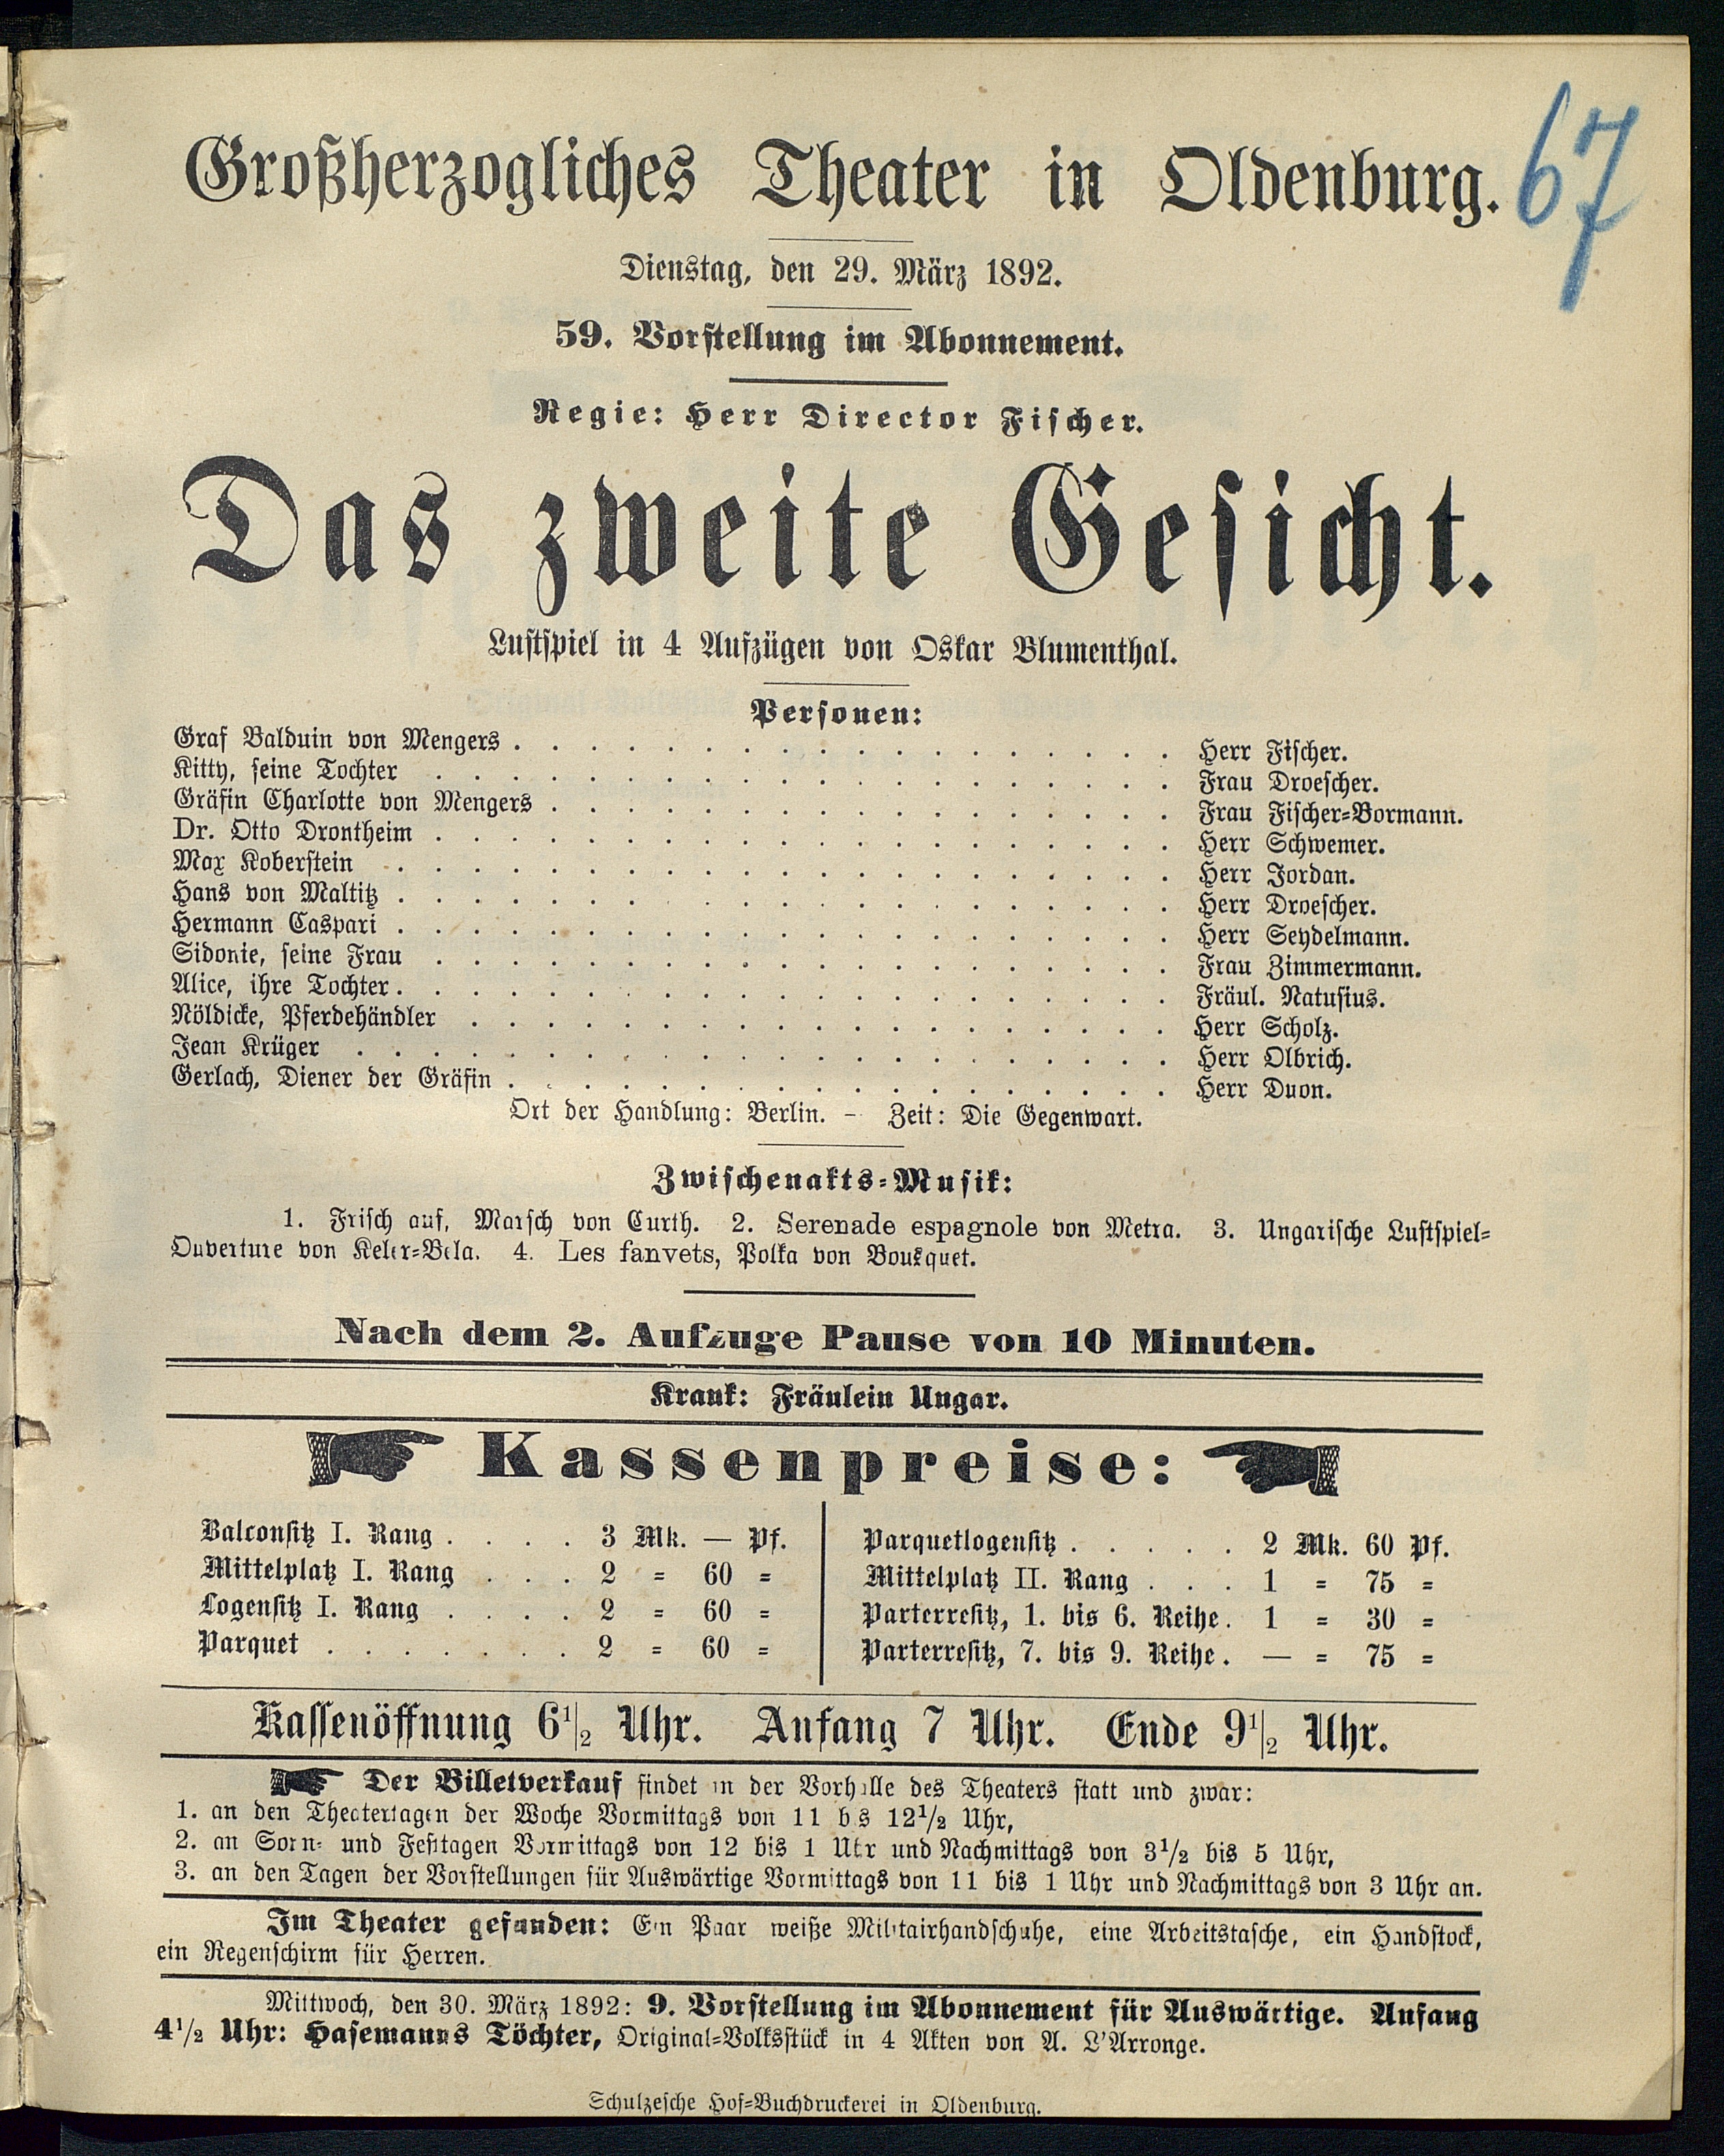 Großherzogliches Theater in Oldenburg.
67
Dienstag, den 29. März 1892.
59. Vorstellung im Abonnement.
Regie: Herr Director Fischer.
Das zweite Gesicht.
Lustspiel in 4 Aufzügen von Oskar Blumenthal.
Personen:
Graf Balduin von Mengers . . . . . . . . . . . . . . . . . . Herr Fischer.
Kitty, seine Tochter . . . . . . . . . . . . . . . . . . . . Frau Droescher.
Gräfin Charlotte von Mengers . . . . . . . . . . . . . . . . . Frau Fischer-Bormann.
Dr. Otto Drontheim . . . . . . . . . . . . . . . . . . . . Herr Schwemer.
Max Koberstein . . . . . . . . . . . . . . . . . . . . . Herr Jordan.
Hans von Maltitz . . . . . . . . . . . . . . . . . . . . . Herr Droescher.
Hermann Caspari . . . . . . . . . . . . . . . . . . . . . Herr Seydelmann.
Sidonie, seine Frau . . . . . . . . . . . . . . . . . . . . Frau Zimmermann.
Alice, ihre Tochter . . . . . . . . . . . . . . . . . . . . . Fräul. Natusius.
Nöldicke, Pferdehändler . . . . . . . . . . . . . . . . . . . Herr Scholz.
Jean Krüger . . . . . . . . . . . . . . . . . . . . . . Herr Olbrich.
Gerlach, Diener der Gräfin . . . . . . . . . . . . . . . . . . Herr Duon.
Ort der Handlung: Berlin. – Zeit: Die Gegenwart.
Zwischenakts-Musik:
1. Frisch auf, Marsch von Curth. 2. Serenade espagnole von Metra. 3. Ungarische Lustspiel-
Ouverture von Keler-Bela. 4. Les fanvets, Polka von Bousquet.
Nach dem 2. Aufzuge Pause von 10 Minuten.
Krank: Fräulein Ungar.
Kassenpreise:
Balconsitz I. Rang . . . . 3 Mk. — Pf.
Mittelplatz I. Rang . . . 2 = 60 =
Logensitz I. Rang . . . . 2 = 60 =
Parquet . . . . . . . 2 = 60 =
Parquetlogensitz . . . . . 2 Mk. 60 Pf.
Mittelplatz II. Rang . . . 1 = 75 =
Parterresitz, 1. bis 6. Reihe. 1 = 30 =
Parterresitz, 7. bis 9. Reihe. — = 75 =
Kassenöffnung 6 1/2 Uhr. Anfang 7 Uhr. Ende 9 1/2 Uhr.
Der Billetverkauf findet in der Vorhalle des Theaters statt und zwar:
1. an den Theatertagen der Woche Vormittags von 11 bis 12 1/2 Uhr,
2. an Sonn- und Festtagen Vormittags von 12 bis 1 Uhr und Nachmittags von 3 1/2 bis 5 Uhr,
3. an den Tagen der Vorstellungen für Auswärtige Vormittags von 11 bis 1 Uhr und Nachmittags von 3 Uhr an.
Im Theater gefunden: Ein Paar weiße Militairhandschuhe, eine Arbeitstasche, ein Handstock,
ein Regenschirm für Herren.
Mittwoch, den 30. März 1892: 9. Vorstellung im Abonnement für Auswärtige. Anfang
4 1/2 Uhr: Hasemanns Töchter, Original-Volksstück in 4 Akten von A. L'Arronge.
Schulzesche Hof-Buchdruckerei in Oldenburg.